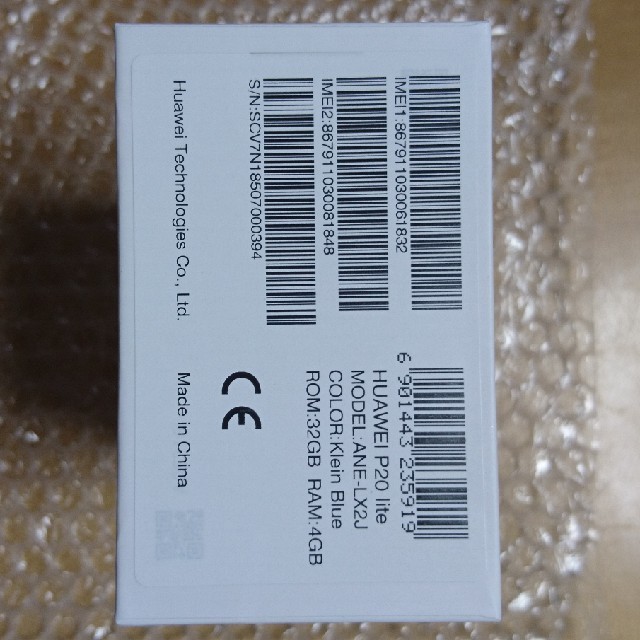 IMEI1:867911030061832
IMEI2:867911030081848
S/N:SCV7N18507000394
Huawei Technologies Co., Ltd.
6 901443 235919
HUAWEI P20 lite
MODEL:ANE-LX2J
COLOR:Klein Blue
ROM:32GB RAM:4GB
CE
Made in China